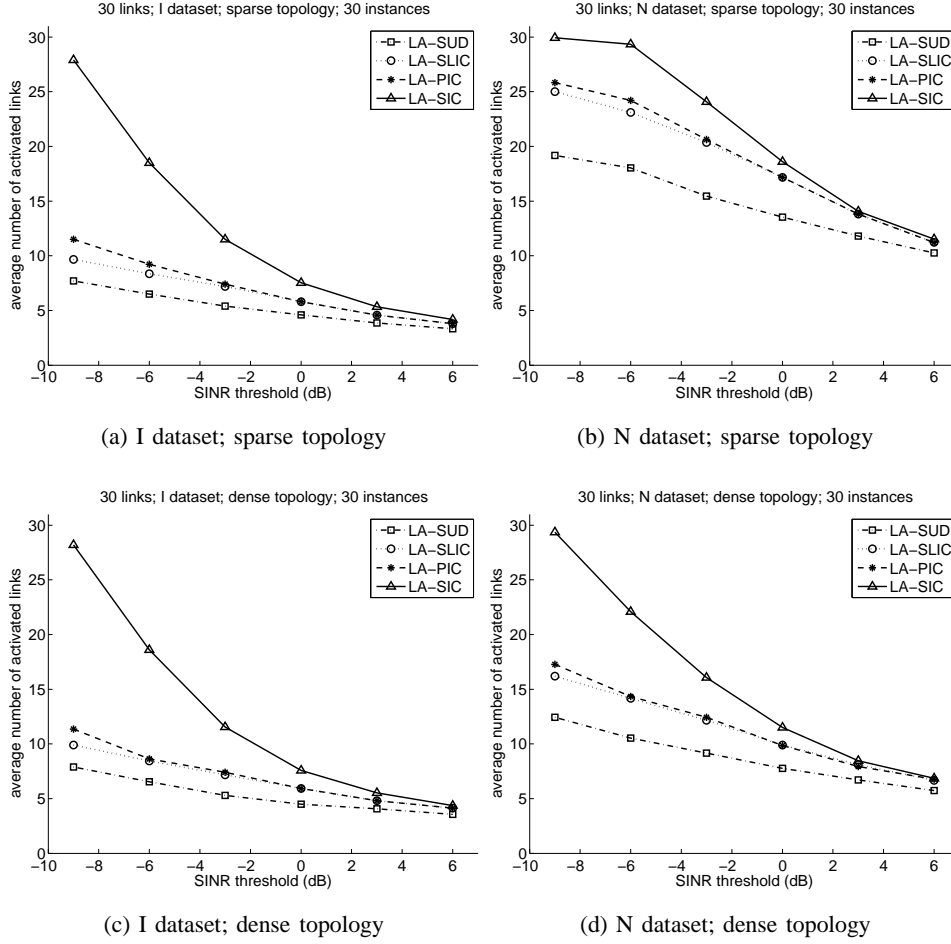 30 links; I dataset; sparse topology; 30 instances
30
25
20
15
10
5
0
average number of activated links
−10 −8 −6 −4 −2 0 2 4 6
SINR threshold (dB)
LA−SUD
LA−SLIC
LA−PIC
LA−SIC
(a) I dataset; sparse topology
30 links; N dataset; sparse topology; 30 instances
30
25
20
15
10
5
0
average number of activated links
−10 −8 −6 −4 −2 0 2 4 6
SINR threshold (dB)
LA−SUD
LA−SLIC
LA−PIC
LA−SIC
(b) N dataset; sparse topology
30 links; I dataset; dense topology; 30 instances
30
25
20
15
10
5
0
average number of activated links
−10 −8 −6 −4 −2 0 2 4 6
SINR threshold (dB)
LA−SUD
LA−SLIC
LA−PIC
LA−SIC
(c) I dataset; dense topology
30 links; N dataset; dense topology; 30 instances
30
25
20
15
10
5
0
average number of activated links
−10 −8 −6 −4 −2 0 2 4 6
SINR threshold (dB)
LA−SUD
LA−SLIC
LA−PIC
LA−SIC
(d) N dataset; dense topology